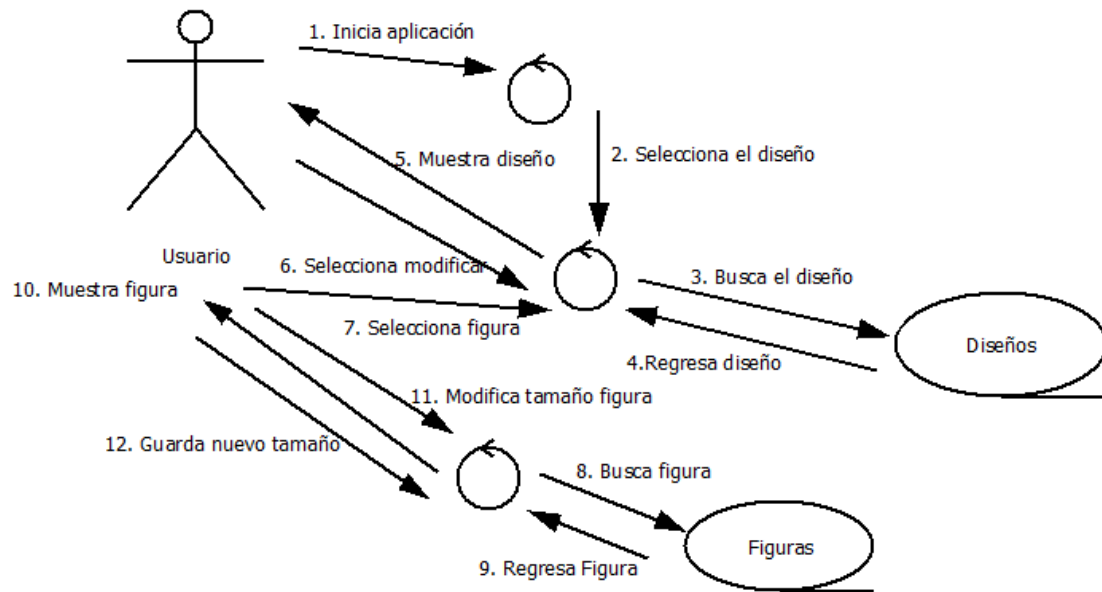 1. Inicia aplicación
5. Muestra diseño
2. Selecciona el diseño
Usuario
6. Selecciona modificar
3. Busca el diseño
10. Muestra figura
7. Selecciona figura
4.Regresa diseño
Diseños
11. Modifica tamaño figura
12. Guarda nuevo tamaño
8. Busca figura
9. Regresa Figura
Figuras